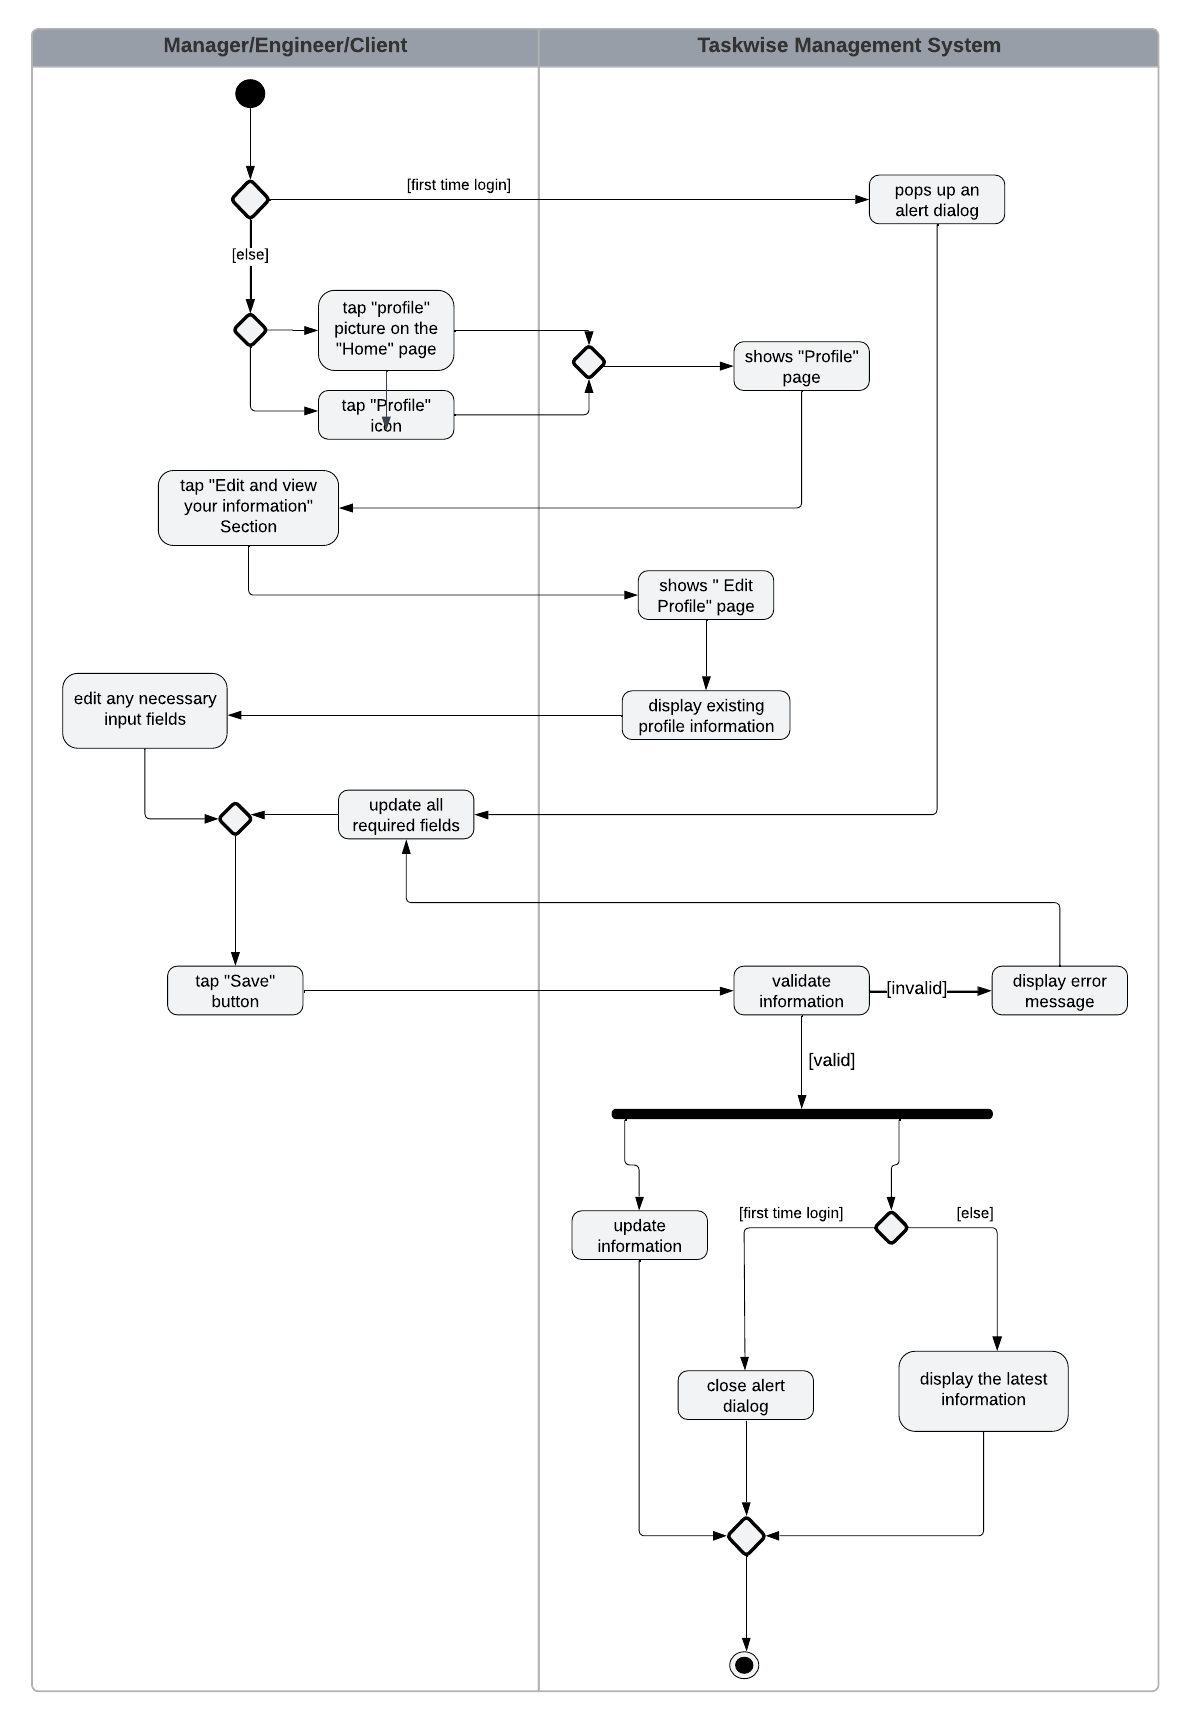 Manager/Engineer/Client
Taskwise Management System
[first time login]
pops up an
alert dialog
[else]
tap "profile"
picture on the
"Home" page
shows "Profile"
page
tap "Profile"
icon
tap "Edit and view
your information"
Section
shows " Edit
Profile" page
edit any necessary
input fields
display existing
profile information
update all
required fields
tap "Save"
button
validate
information
[invalid]
display error
message
[valid]
[first time login]
[else]
update
information
close alert
dialog
display the latest
information